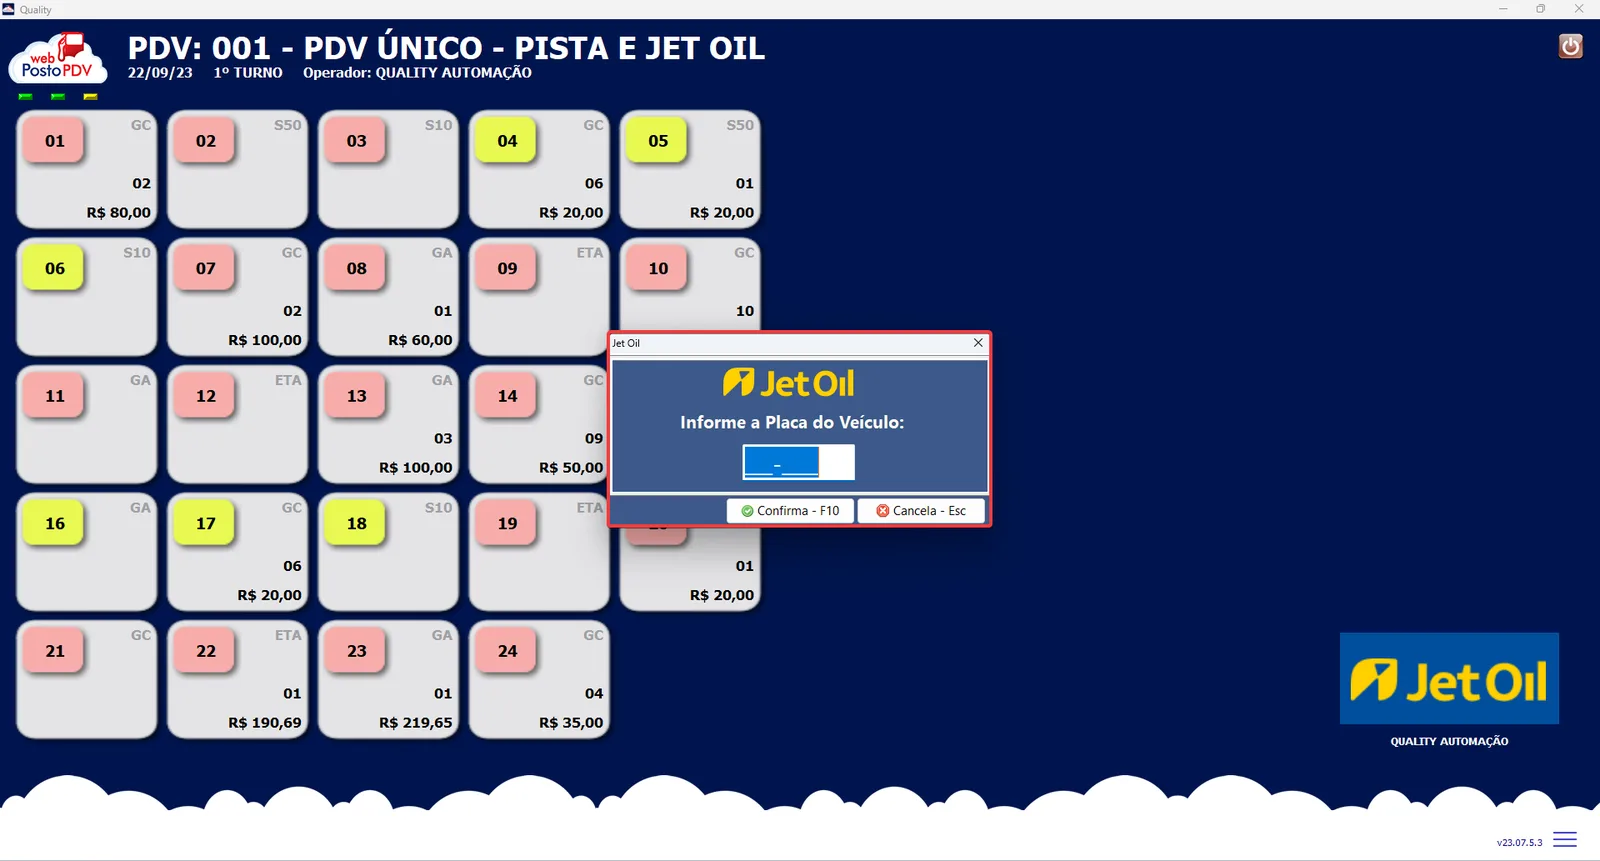 Quality
web
PostoPDV
PDV: 001 - PDV ÚNICO - PISTA E JET OIL
22/09/23 1º TURNO Operador: QUALITY AUTOMAÇÃO
01 GC
02
R$ 80,00
02 S50
03 S10
04 GC
06
R$ 20,00
05 S50
01
R$ 20,00
06 S10
07 GC
02
R$ 100,00
08 GA
01
R$ 60,00
09 ETA
10 GC
10
11 GA
12 ETA
13 GA
03
R$ 100,00
14 GC
09
R$ 50,00
16 GA
17 GC
06
R$ 20,00
18 S10
19 ETA
01
R$ 20,00
21 GC
22 ETA
01
R$ 190,69
23 GA
01
R$ 219,65
24 GC
04
R$ 35,00
Jet Oil
Jet Oil
Informe a Placa do Veículo:
Confirma - F10 Cancela - Esc
Jet Oil
QUALITY AUTOMAÇÃO
v23.07.5.3